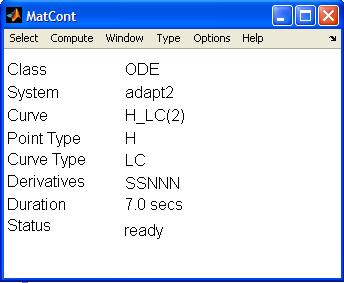 MatCont
Select Compute Window Type Options Help
Class ODE
System adapt2
Curve H_LC(2)
Point Type H
Curve Type LC
Derivatives SSNNN
Duration 7.0 secs
Status ready